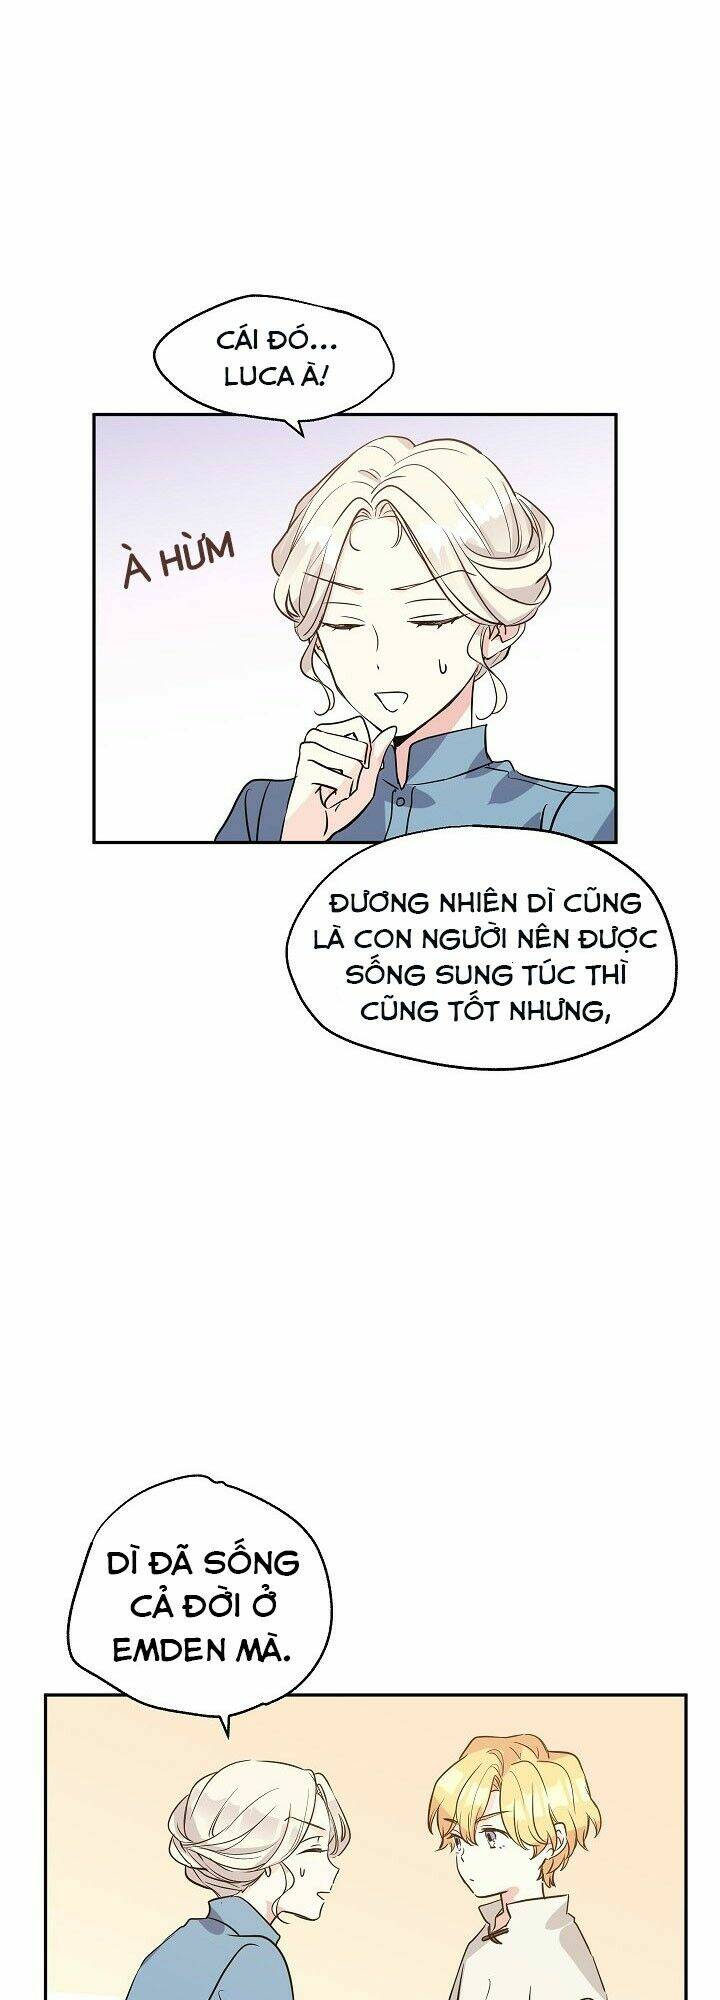 CÁI ĐÓ...
LUCA À!
À HỪM
ĐƯƠNG NHIÊN DÌ CŨNG
LÀ CON NGƯỜI NÊN ĐƯỢC
SỐNG SUNG TÚC THÌ
CŨNG TỐT NHƯNG,
DÌ ĐÃ SỐNG
CẢ ĐỜI Ở
EMDEN MÀ.